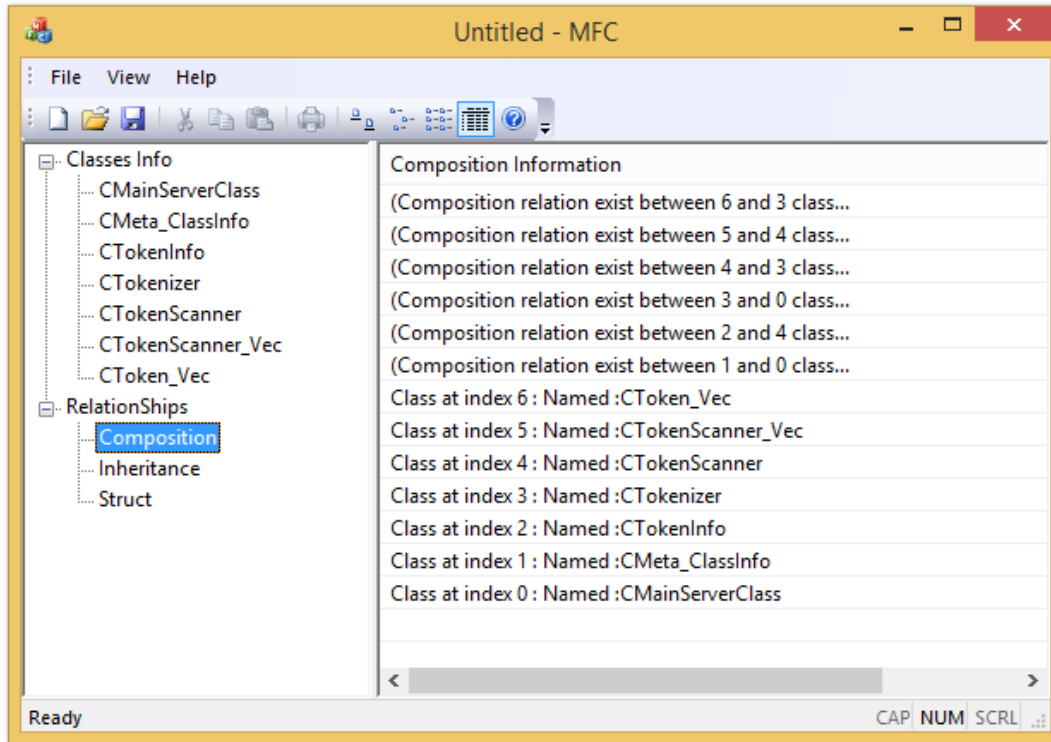 Untitled - MFC
File View Help
Classes Info
CMainServerClass
CMeta_ClassInfo
CTokenInfo
CTokenizer
CTokenScanner
CTokenScanner_Vec
CToken_Vec
RelationShips
Composition
Inheritance
Struct
Composition Information
(Composition relation exist between 6 and 3 class...
(Composition relation exist between 5 and 4 class...
(Composition relation exist between 4 and 3 class...
(Composition relation exist between 3 and 0 class...
(Composition relation exist between 2 and 4 class...
(Composition relation exist between 1 and 0 class...
Class at index 6 : Named :CToken_Vec
Class at index 5 : Named :CTokenScanner_Vec
Class at index 4 : Named :CTokenScanner
Class at index 3 : Named :CTokenizer
Class at index 2 : Named :CTokenInfo
Class at index 1 : Named :CMeta_ClassInfo
Class at index 0 : Named :CMainServerClass
Ready CAP NUM SCRL